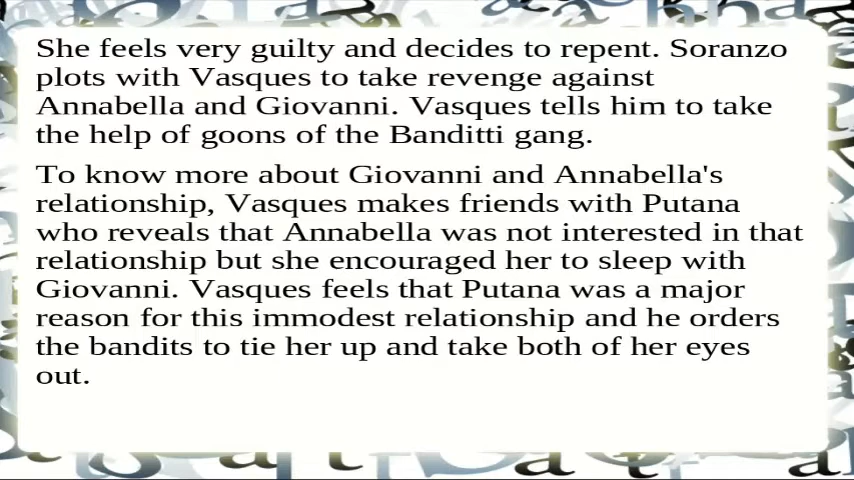 She feels very guilty and decides to repent. Soranzo
plots with Vasques to take revenge against
Annabella and Giovanni. Vasques tells him to take
the help of goons of the Banditti gang.
To know more about Giovanni and Annabella's
relationship, Vasques makes friends with Putana
who reveals that Annabella was not interested in that
relationship but she encouraged her to sleep with
Giovanni. Vasques feels that Putana was a major
reason for this immodest relationship and he orders
the bandits to tie her up and take both of her eyes
out.